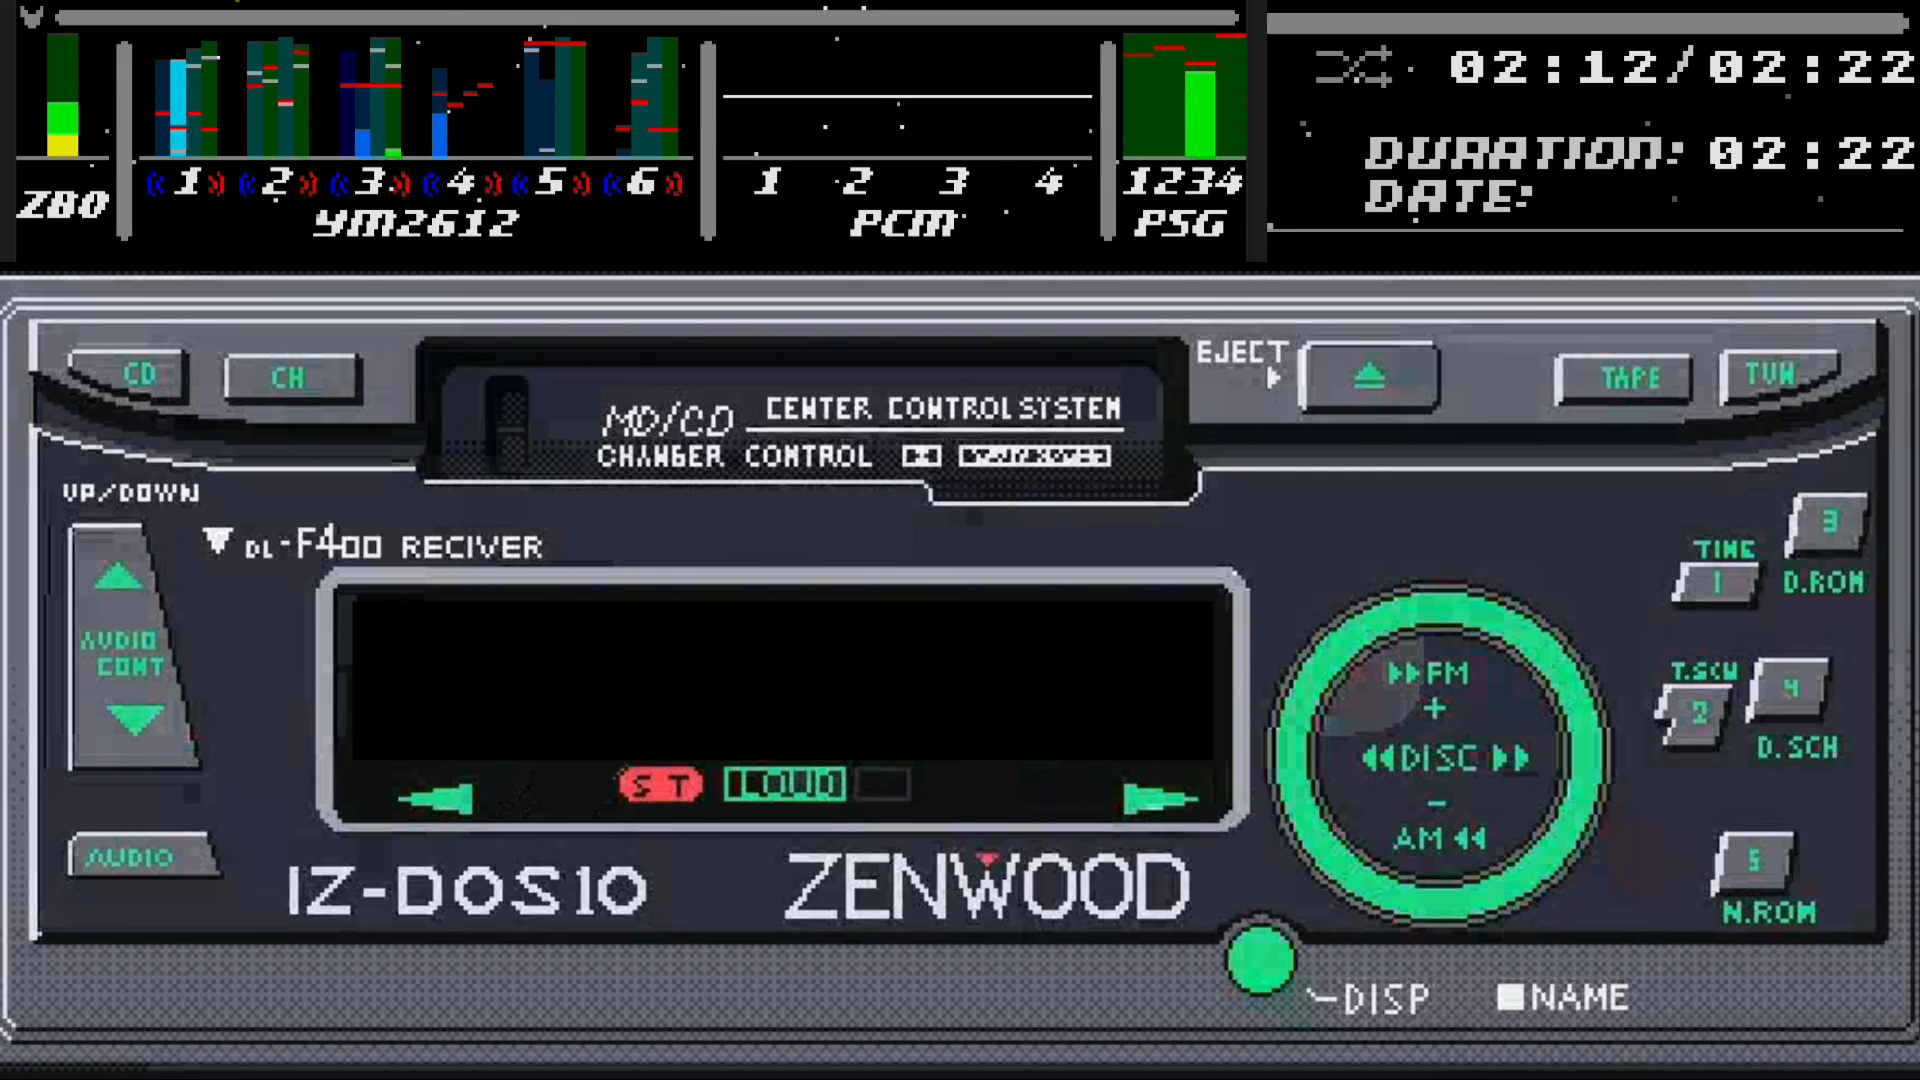 02:12/02:22
DURATION: 02:22
DATE:
Z80
1 2 3 4 5 6
YM2612
1 2 3 4
PCM
1234
PSG
CD
CH
EJECT
TAPE
MD/CD CENTER CONTROL SYSTEM
CHANGER CONTROL
UP/DOWN
DL-F400 RECIVER
AUDIO
CONT
AUDIO
S T
LOUD
IZ-DOS10
ZENWOOD
FM
+
DISC
-
AM
3
TIME
1
D.ROM
T.SCH
4
2
D.SCH
5
N.ROM
DISP
NAME